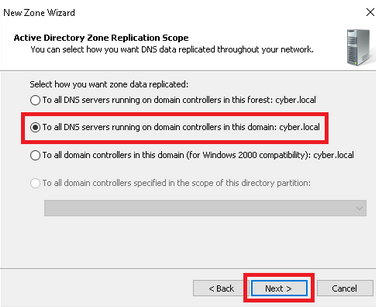 New Zone Wizard
Active Directory Zone Replication Scope
You can select how you want DNS data replicated throughout your network.
Select how you want zone data replicated:
To all DNS servers running on domain controllers in this forest: cyber.local
To all DNS servers running on domain controllers in this domain: cyber.local
To all domain controllers in this domain (for Windows 2000 compatibility): cyber.local
To all domain controllers specified in the scope of this directory partition:
< Back Next > Cancel